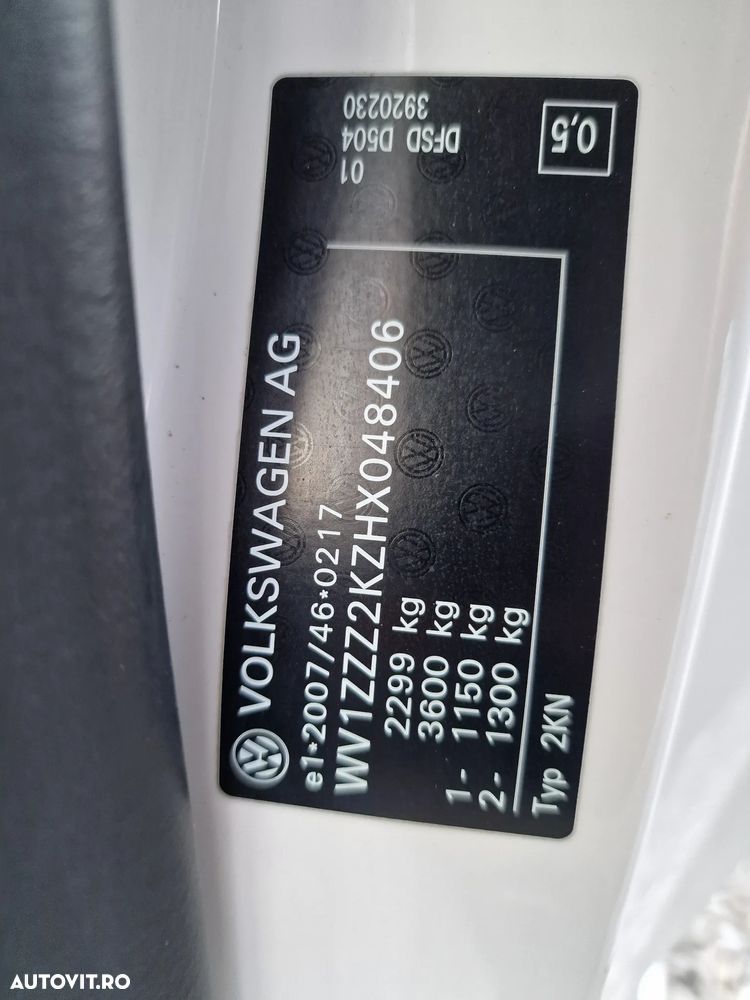 VOLKSWAGEN AG
e1*2007/46*0217
WV1ZZZ2KZHX048406
2299 kg
3600 kg
1- 1150 kg
2- 1300 kg
Typ 2KN
01
DFSD D504
3920230
0,5
AUTOVIT.RO